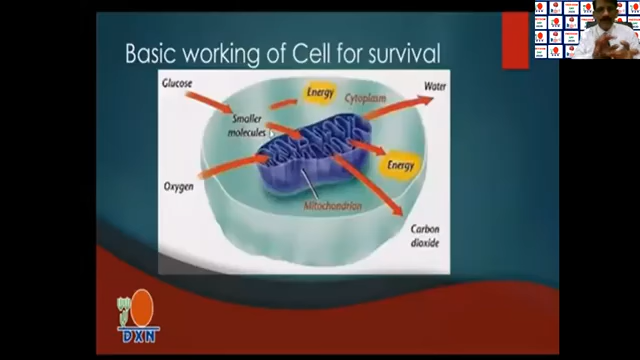 Basic working of Cell for survival
Glucose
Energy
Cytoplasm
Water
Smaller
molecules
Energy
Oxygen
Mitochondrion
Carbon
dioxide
DXN